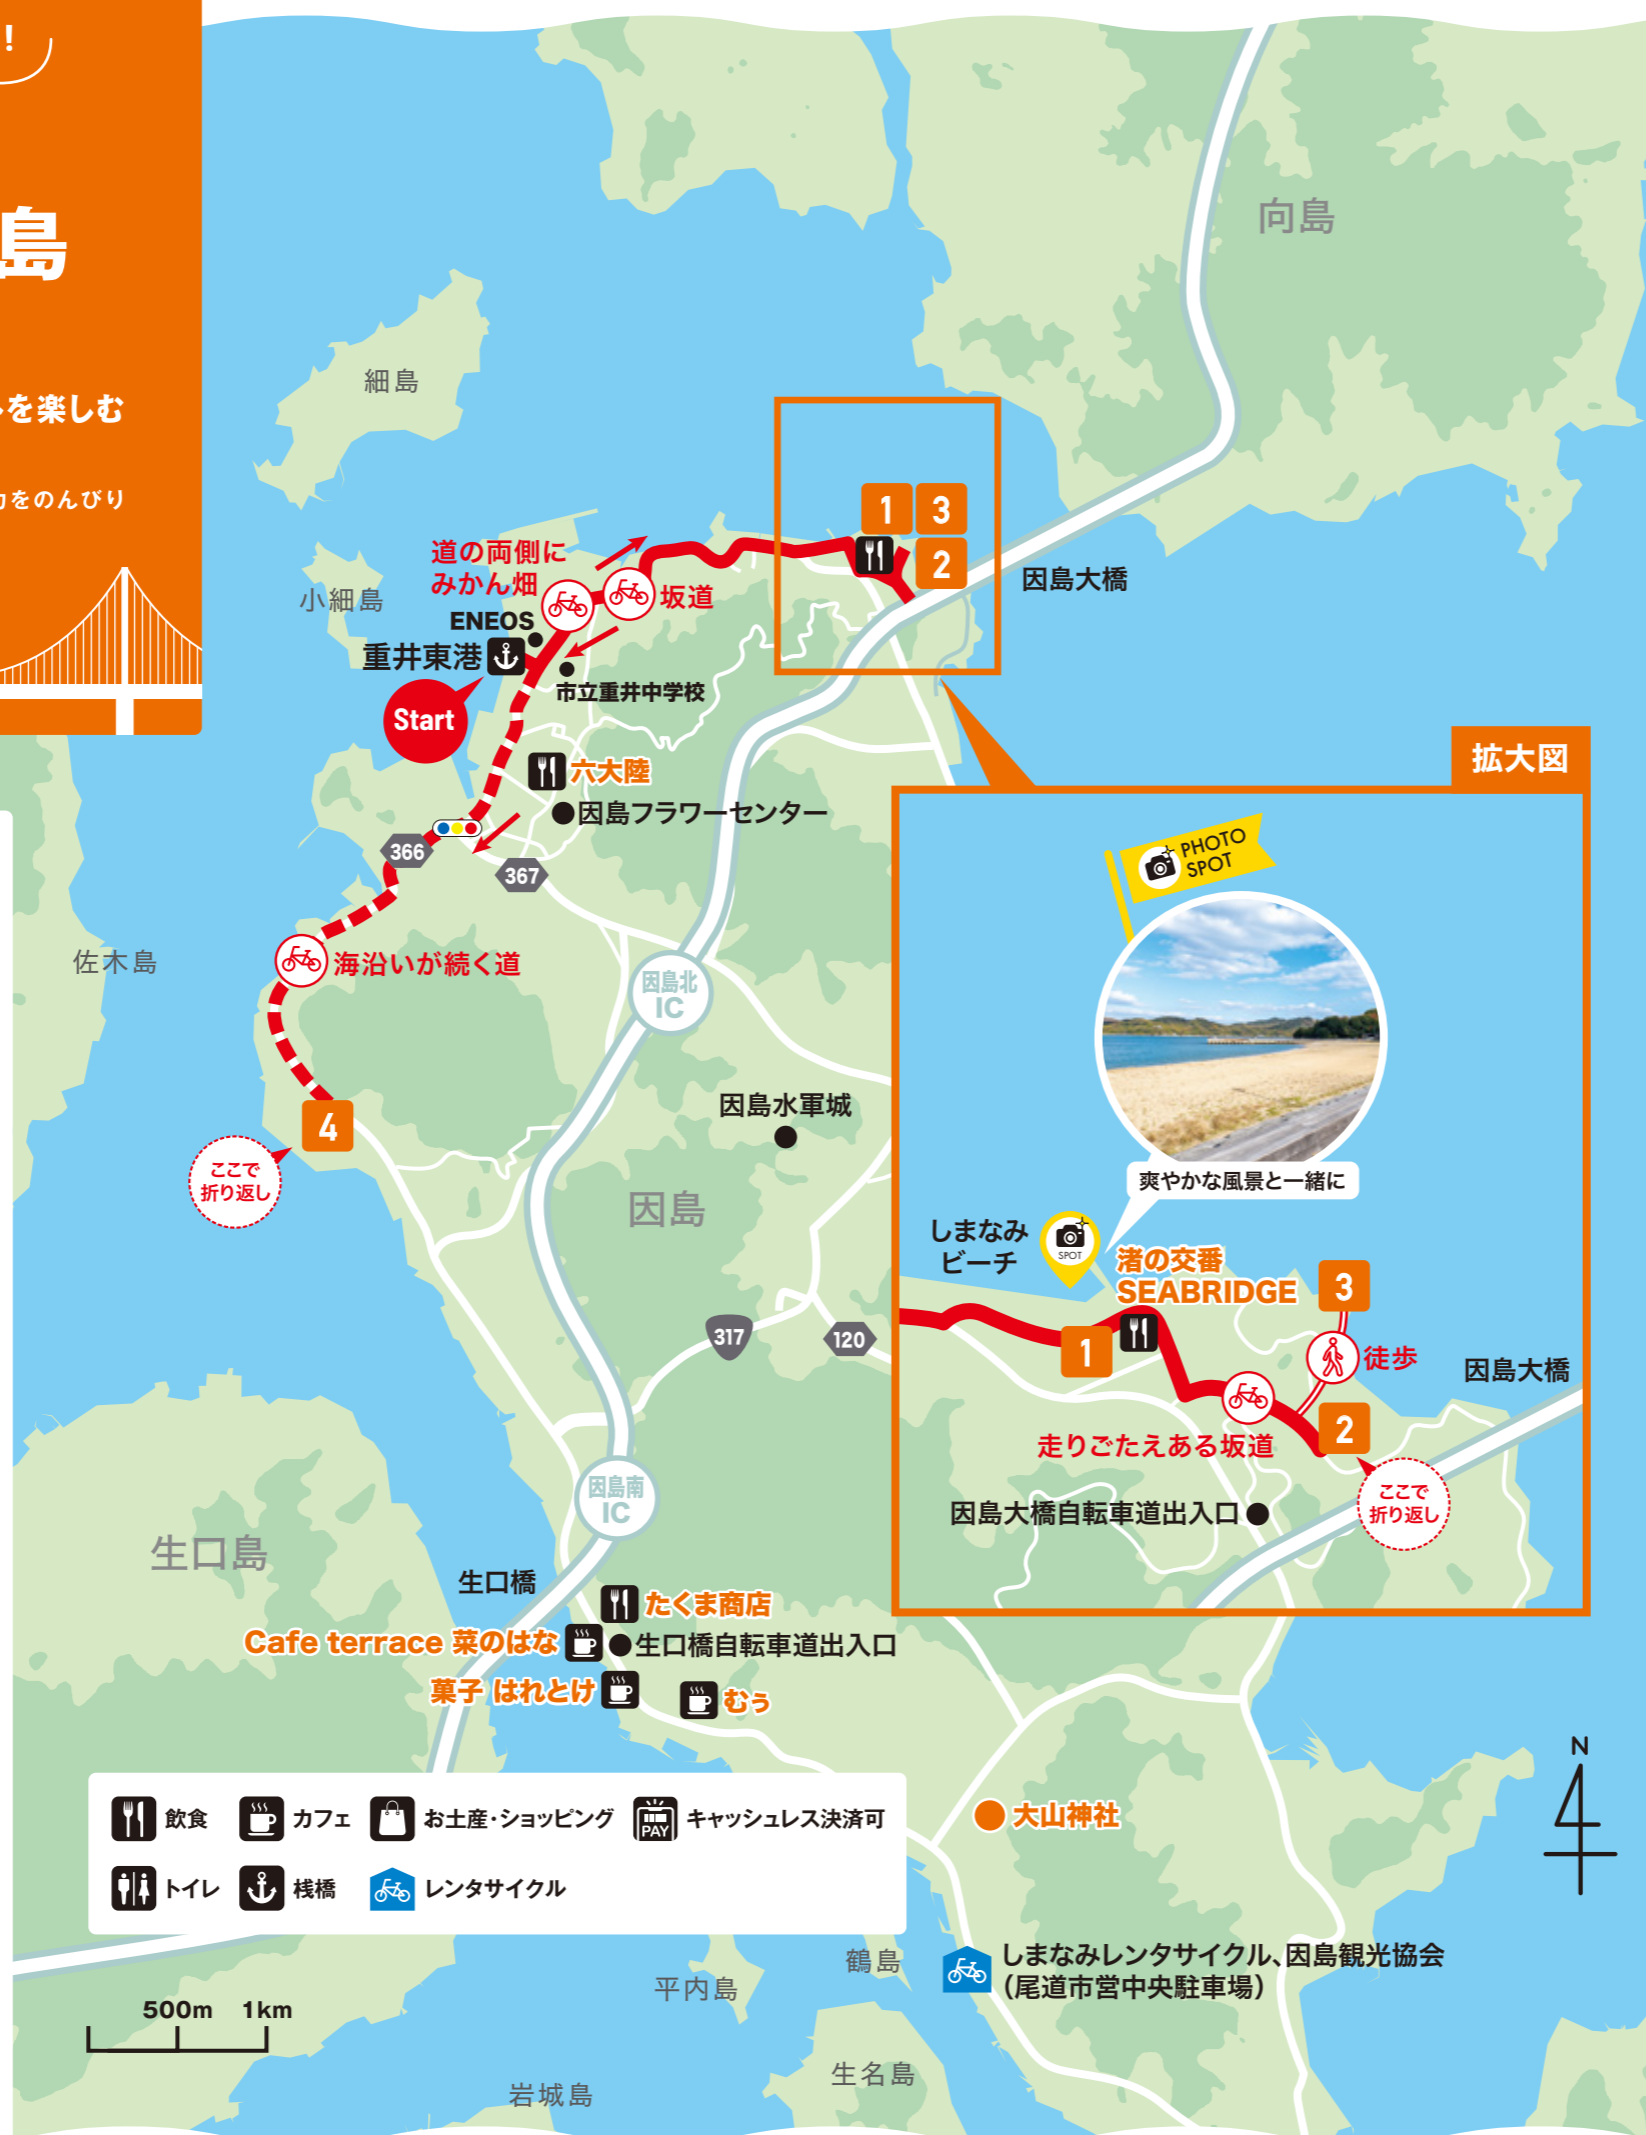 !
島
を楽しむ
をのんびり
向島
細島
1
3
2
因島大橋
道の両側に
みかん畑
坂道
小細島
ENEOS
重井東港
市立重井中学校
Start
六大陸
因島フラワーセンター
366
367
佐木島
海沿いが続く道
因島北
IC
4
ここで
折り返し
因島水軍城
因島
317
120
因島南
IC
生口島
生口橋
たくま商店
Cafe terrace 菜のはな
生口橋自転車道出入口
菓子 はれとけ
むぅ
拡大図
PHOTO
SPOT
爽やかな風景と一緒に
しまなみ
ビーチ
SPOT
渚の交番
SEABRIDGE
3
1
徒歩
因島大橋
2
走りごたえある坂道
ここで
折り返し
因島大橋自転車道出入口
N
飲食
カフェ
お土産・ショッピング
PAY
キャッシュレス決済可
トイレ
桟橋
レンタサイクル
大山神社
しまなみレンタサイクル、因島観光協会
(尾道市営中央駐車場)
鶴島
平内島
500m 1km
生名島
岩城島